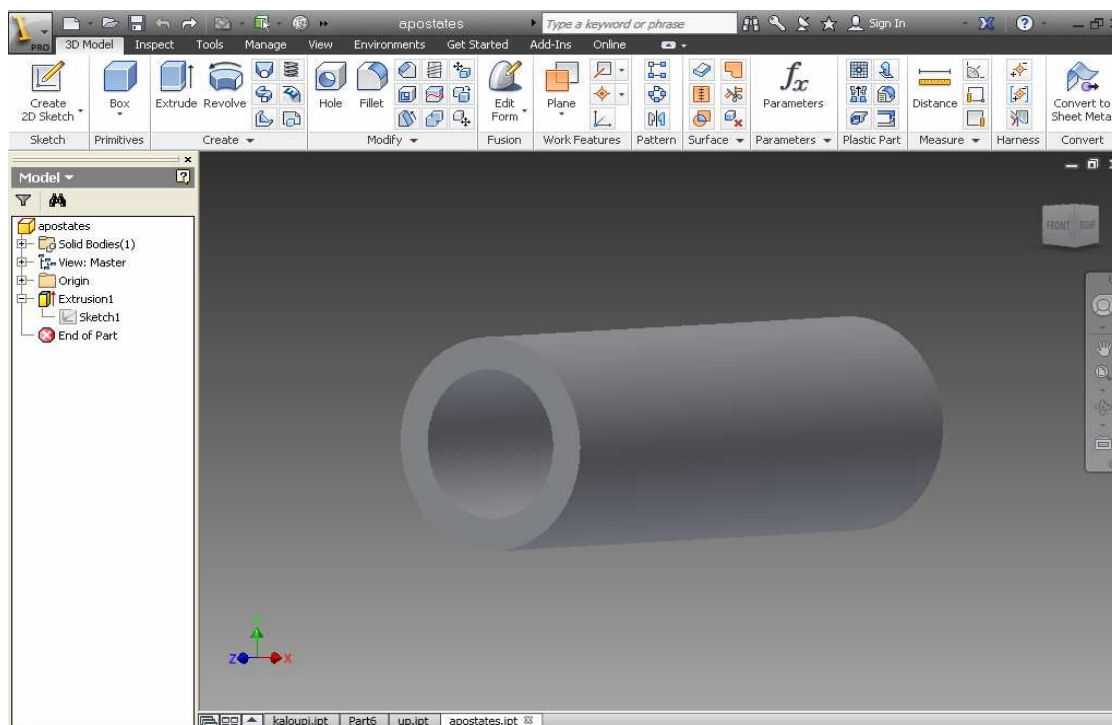 apostates Type a keyword or phrase Sign In
PRO 3D Model Inspect Tools Manage View Environments Get Started Add-Ins Online
Create 2D Sketch Box Extrude Revolve Hole Fillet Edit Form Plane fx Parameters Distance Convert to Sheet Meta
Sketch Primitives Create Modify Fusion Work Features Pattern Surface Parameters Plastic Part Measure Harness Convert
Model
apostates
Solid Bodies(1)
View: Master
Origin
Extrusion1
Sketch1
End of Part
FRONT
Z X
kaloupi.ipt Part6 up.ipt apostates.ipt